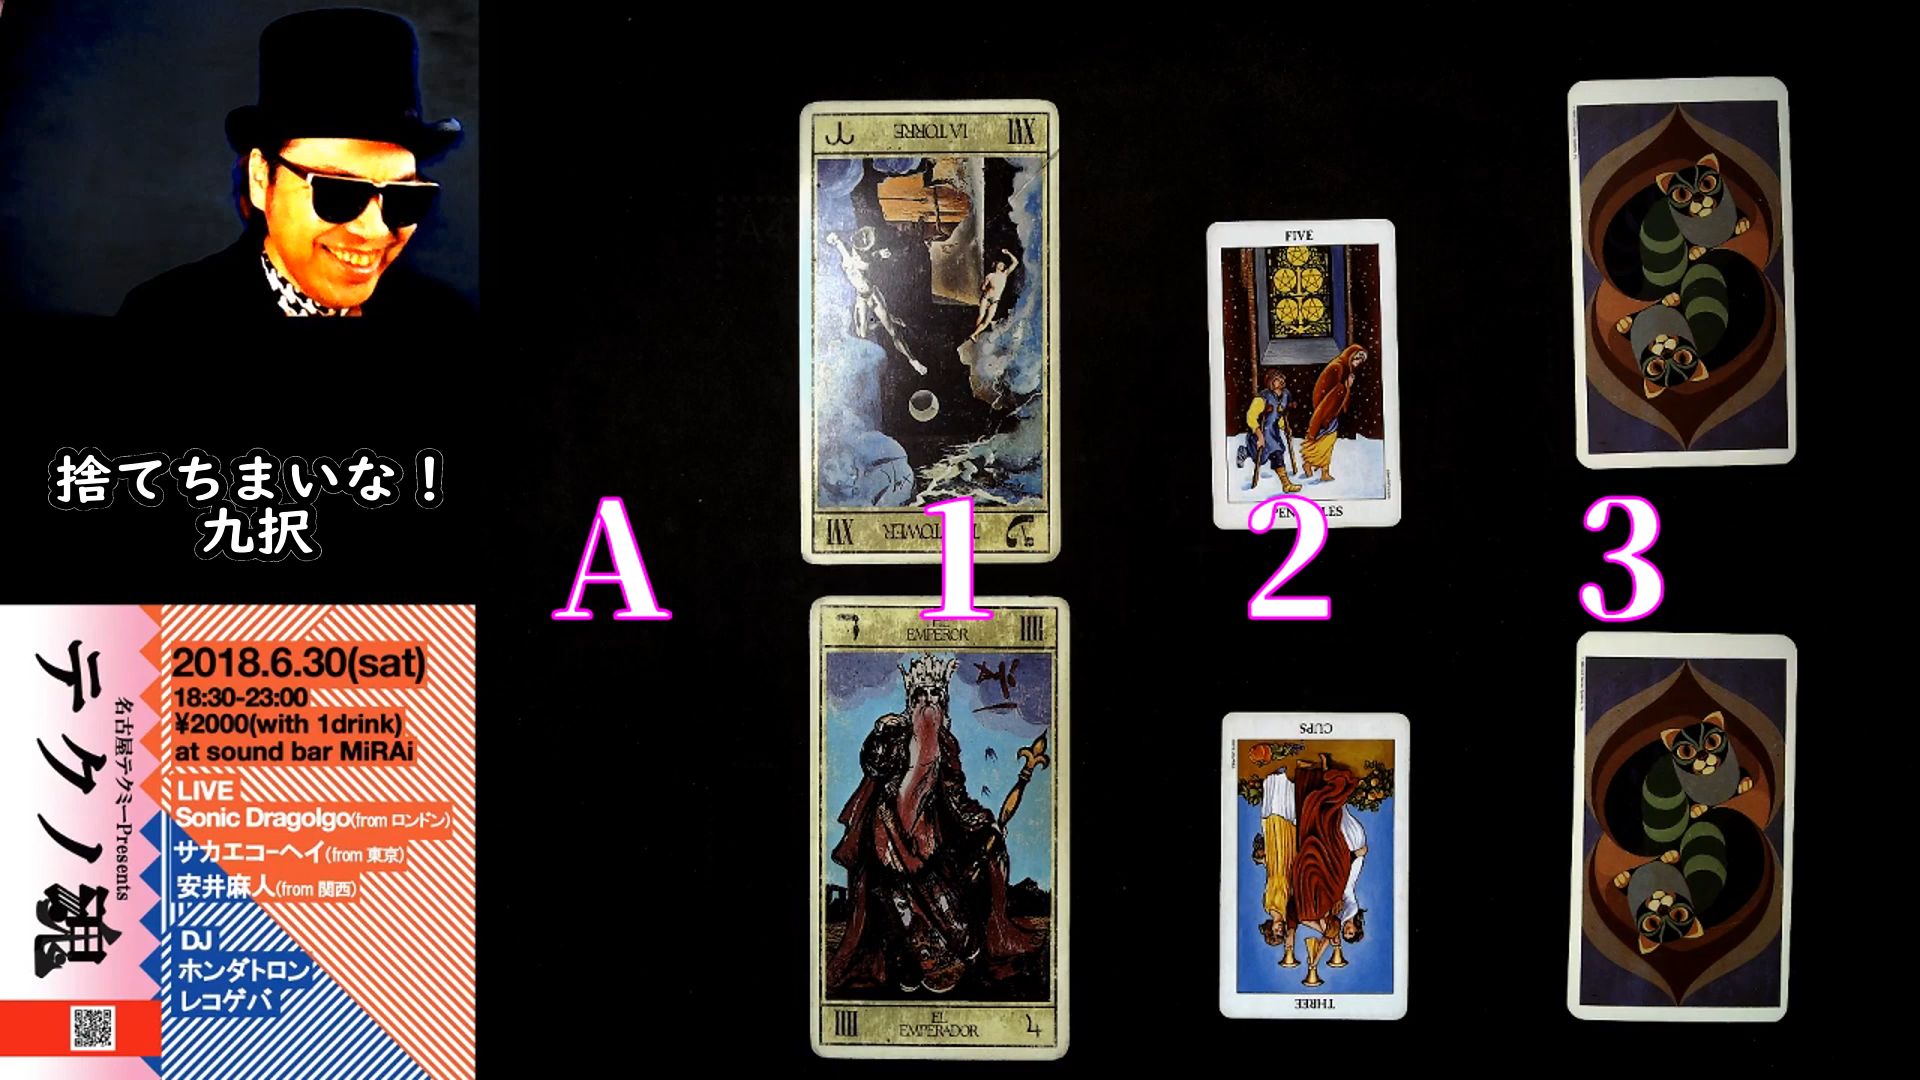 捨てちまいな！
九択
テクノ魂
名古屋テクミーPresents
2018.6.30(sat)
18:30-23:00
¥2000(with 1drink)
at sound bar MiRAi
LIVE
Sonic Dragolgo(from ロンドン)
サカエコーヘイ(from 東京)
安井麻人(from 関西)
DJ
ホンダトロン
レコゲバ
A
1
2
3
XVI
LA TORRE
XVI
EMPEROR
IIII
IIII
EL
EMPERADOR
FIVE
CUPS
THREE